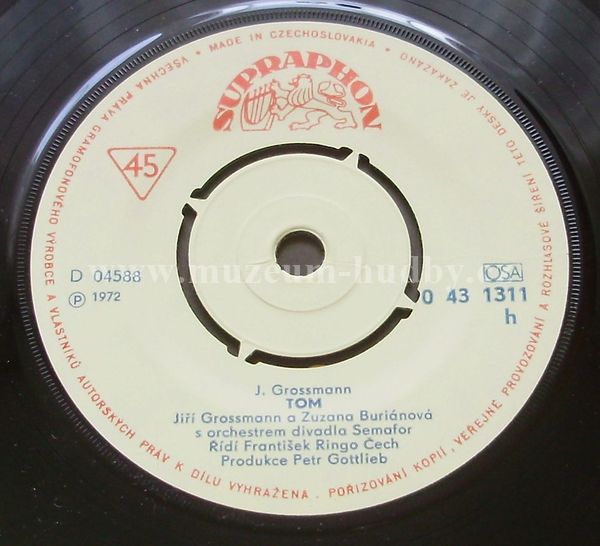 MADE IN CZECHOSLOVAKIA
VŠECHNA PRÁVA GRAMOFONOVÉHO VÝROBCE A VLASTNÍKŮ AUTORSKÝCH PRÁV K DÍLU VYHRAŽENA. POŘIZOVÁNÍ KOPIÍ, VEŘEJNÉ PROVOZOVÁNÍ A ROZHLASOVÉ ŠÍŘENÍ TÉTO DESKY JE ZAKÁZÁNO
SUPRAPHON
45
D 04588
Ⓟ 1972
OSA
0 43 1311
h
www.muzeum-hudby.c
J. Grossmann
TOM
Jiří Grossmann a Zuzana Buriánová
s orchestrem divadla Semafor
Řídí František Ringo Čech
Produkce Petr Gottlieb